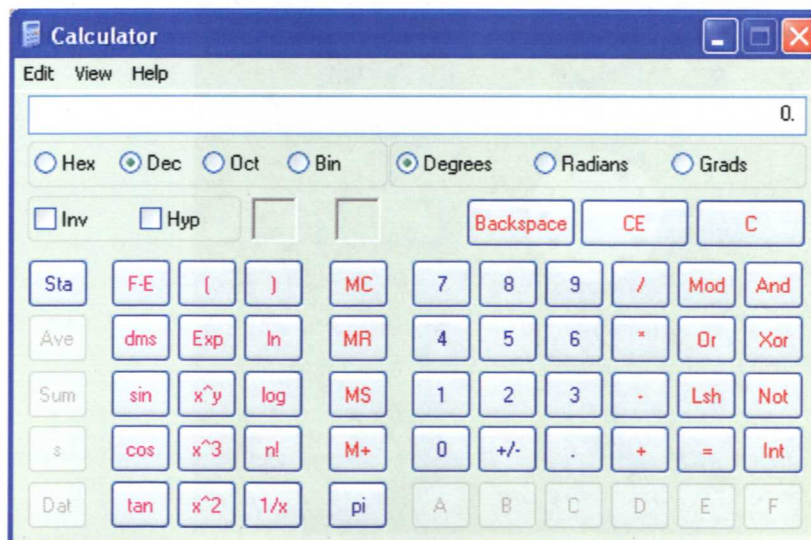 Calculator
Edit View Help
0.
Hex Dec Oct Bin Degrees Radians Grads
Inv Hyp Backspace CE C
Sta F-E ( ) MC 7 8 9 / Mod And
Ave dms Exp ln MR 4 5 6 * Or Xor
Sum sin x^y log MS 1 2 3 - Lsh Not
s cos x^3 n! M+ 0 +/- . + = Int
Dat tan x^2 1/x pi A B C D E F